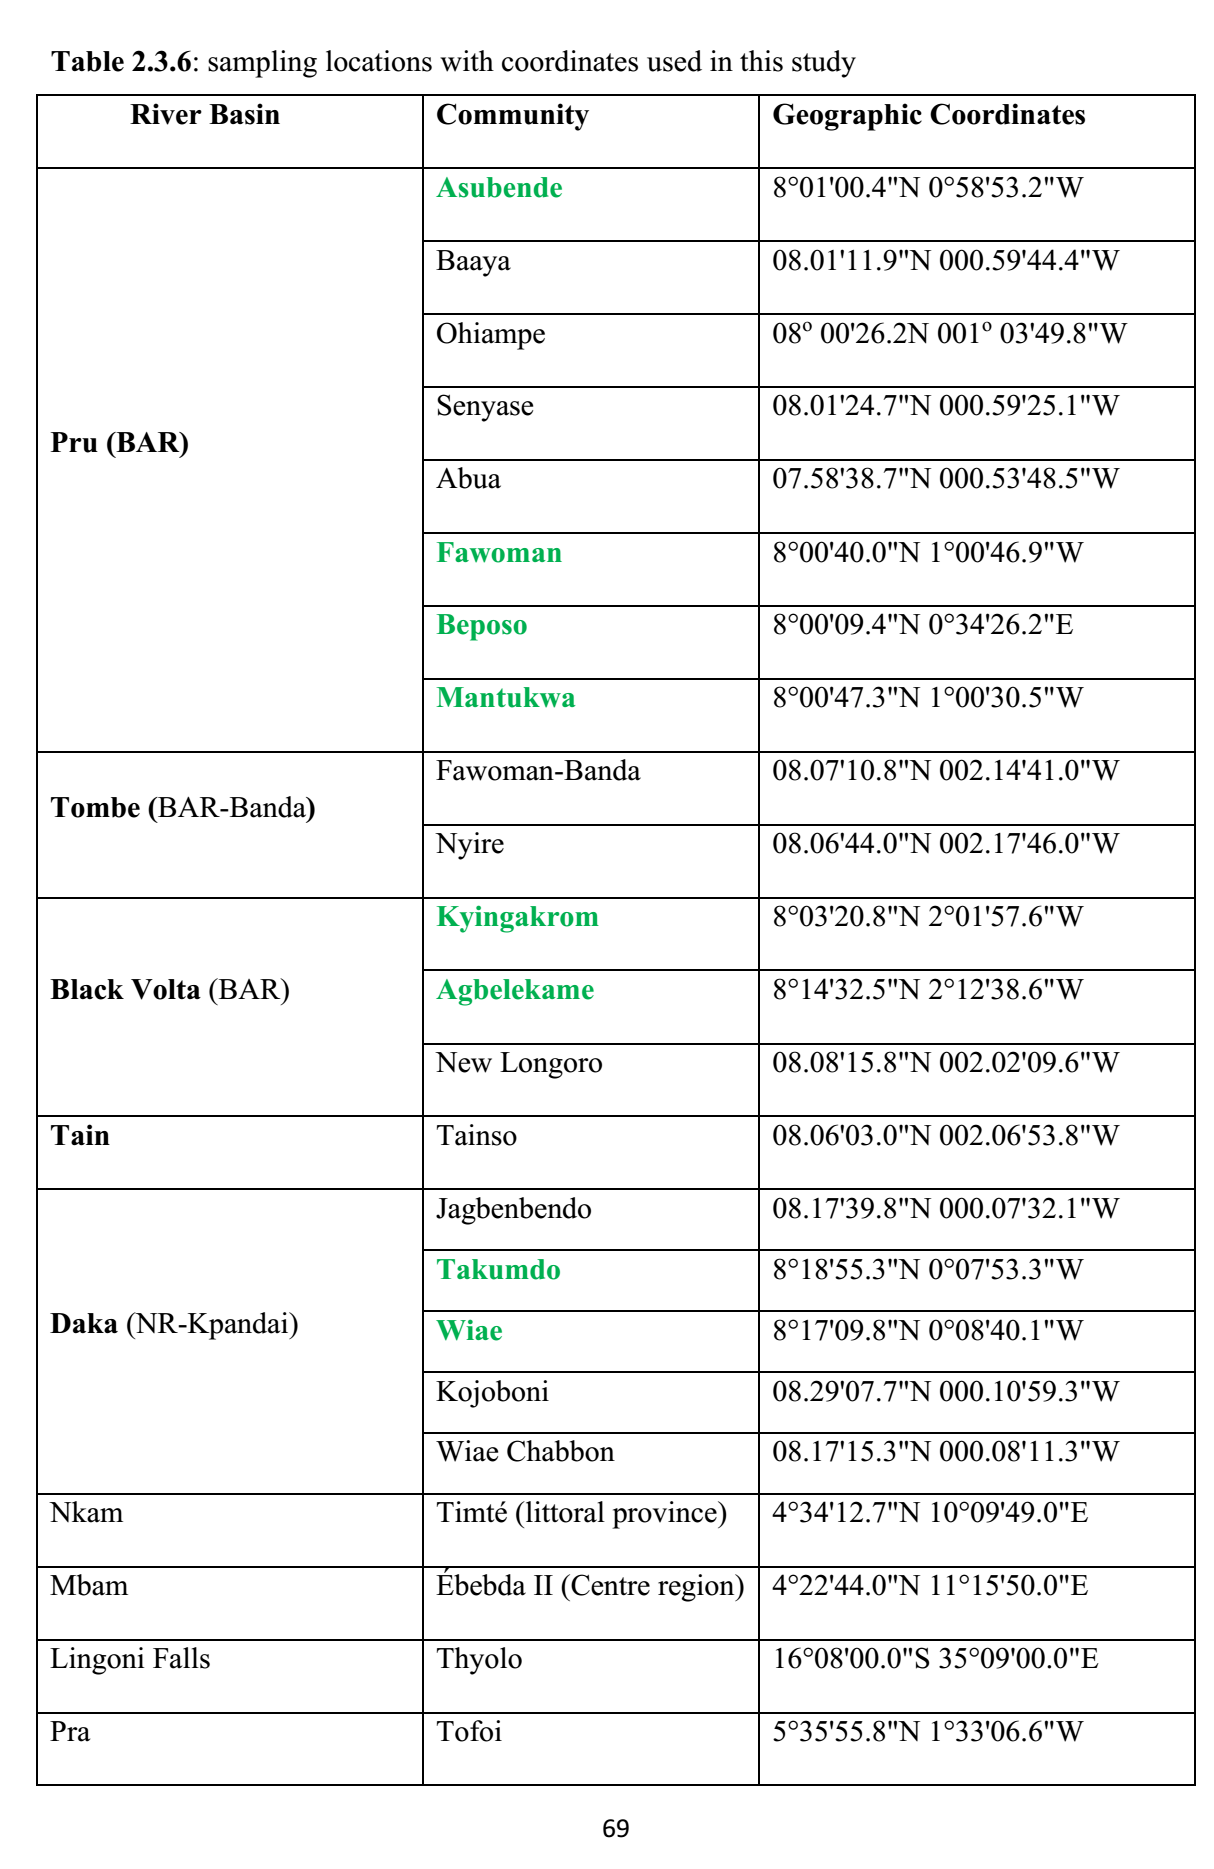 Table 2.3.6: sampling locations with coordinates used in this study
River Basin Community Geographic Coordinates
Pru (BAR)
Asubende 8°01'00.4"N 0°58'53.2"W
Baaya 08.01'11.9"N 000.59'44.4"W
Ohiampe 08º 00'26.2N 001º 03'49.8"W
Senyase 08.01'24.7"N 000.59'25.1"W
Abua 07.58'38.7"N 000.53'48.5"W
Fawoman 8°00'40.0"N 1°00'46.9"W
Beposo 8°00'09.4"N 0°34'26.2"E
Mantukwa 8°00'47.3"N 1°00'30.5"W
Tombe (BAR-Banda)
Fawoman-Banda 08.07'10.8"N 002.14'41.0"W
Nyire 08.06'44.0"N 002.17'46.0"W
Black Volta (BAR)
Kyingakrom 8°03'20.8"N 2°01'57.6"W
Agbelekame 8°14'32.5"N 2°12'38.6"W
New Longoro 08.08'15.8"N 002.02'09.6"W
Tain Tainso 08.06'03.0"N 002.06'53.8"W
Daka (NR-Kpandai)
Jagbenbendo 08.17'39.8"N 000.07'32.1"W
Takumdo 8°18'55.3"N 0°07'53.3"W
Wiae 8°17'09.8"N 0°08'40.1"W
Kojoboni 08.29'07.7"N 000.10'59.3"W
Wiae Chabbon 08.17'15.3"N 000.08'11.3"W
Nkam Timté (littoral province) 4°34'12.7"N 10°09'49.0"E
Mbam Ébebda II (Centre region) 4°22'44.0"N 11°15'50.0"E
Lingoni Falls Thyolo 16°08'00.0"S 35°09'00.0"E
Pra Tofoi 5°35'55.8"N 1°33'06.6"W
69